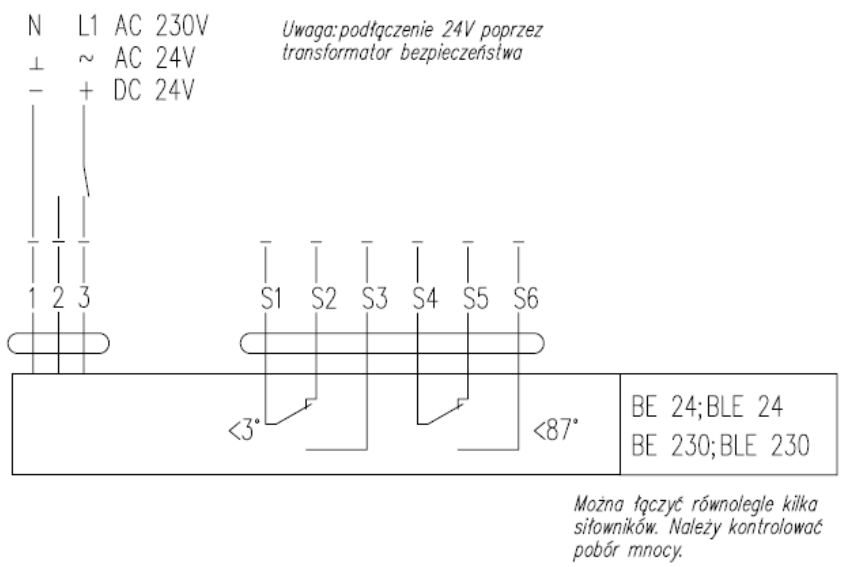 N L1 AC 230V
⊥ ~ AC 24V
− + DC 24V
Uwaga: podłączenie 24V poprzez
transformator bezpieczeństwa
1 2 3 S1 S2 S3 S4 S5 S6
<3° <87°
BE 24; BLE 24
BE 230; BLE 230
Można łączyć równolegle kilka
siłowników. Należy kontrolować
pobór mnocy.